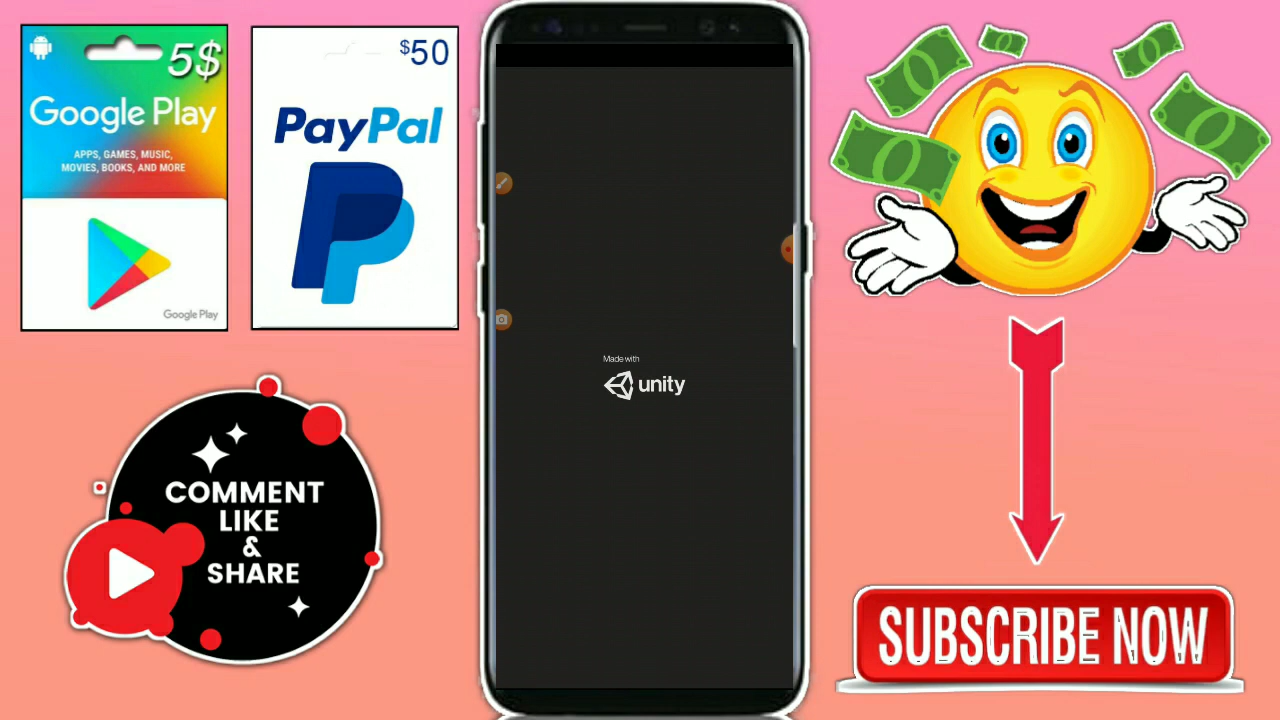 5$
Google Play
APPS, GAMES, MUSIC,
MOVIES, BOOKS, AND MORE
Google Play
$50
PayPal
Made with
unity
COMMENT
LIKE
&
SHARE
SUBSCRIBE NOW